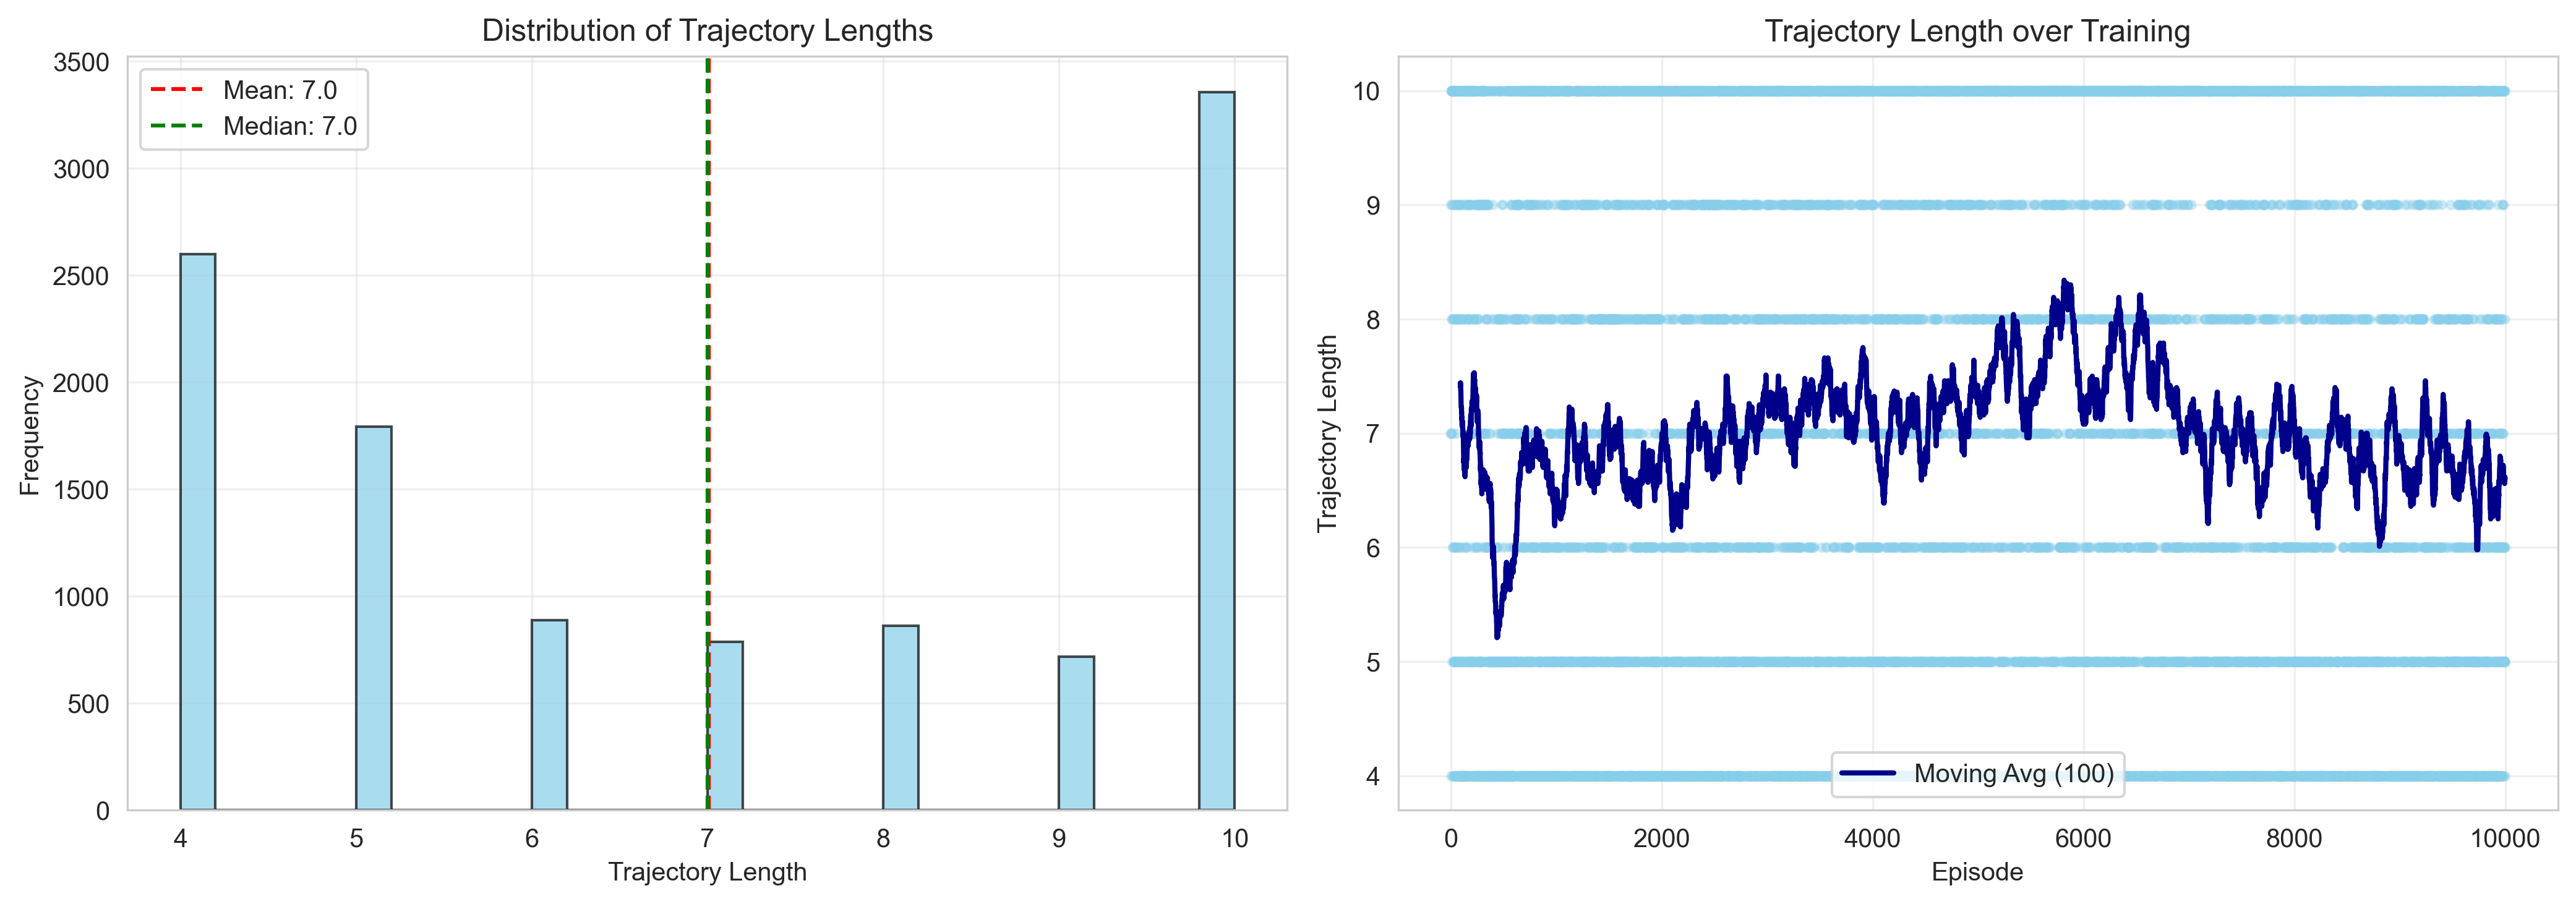 Distribution of Trajectory Lengths
Mean: 7.0
Median: 7.0
Frequency
3500
3000
2500
2000
1500
1000
500
0
4 5 6 7 8 9 10
Trajectory Length
Trajectory Length over Training
Trajectory Length
10
9
8
7
6
5
4
Moving Avg (100)
0 2000 4000 6000 8000 10000
Episode